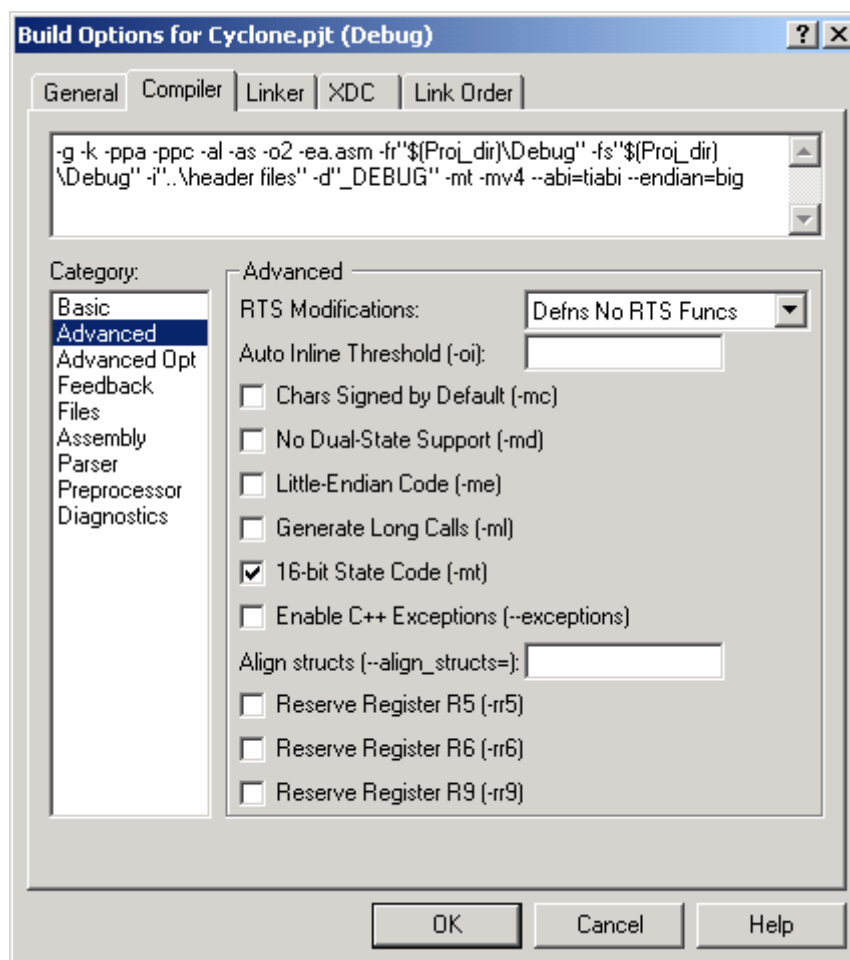 Build Options for Cyclone.pjt (Debug)
General Compiler Linker XDC Link Order
-g -k -ppa -ppc -al -as -o2 -ea.asm -fr"$(Proj_dir)\Debug" -fs"$(Proj_dir)
\Debug" -i"..\header files" -d"_DEBUG" -mt -mv4 --abi=tiabi --endian=big
Category:
Basic
Advanced
Advanced Opt
Feedback
Files
Assembly
Parser
Preprocessor
Diagnostics
Advanced
RTS Modifications: Defns No RTS Funcs
Auto Inline Threshold (-oi):
Chars Signed by Default (-mc)
No Dual-State Support (-md)
Little-Endian Code (-me)
Generate Long Calls (-ml)
16-bit State Code (-mt)
Enable C++ Exceptions (--exceptions)
Align structs (--align_structs=):
Reserve Register R5 (-rr5)
Reserve Register R6 (-rr6)
Reserve Register R9 (-rr9)
OK Cancel Help